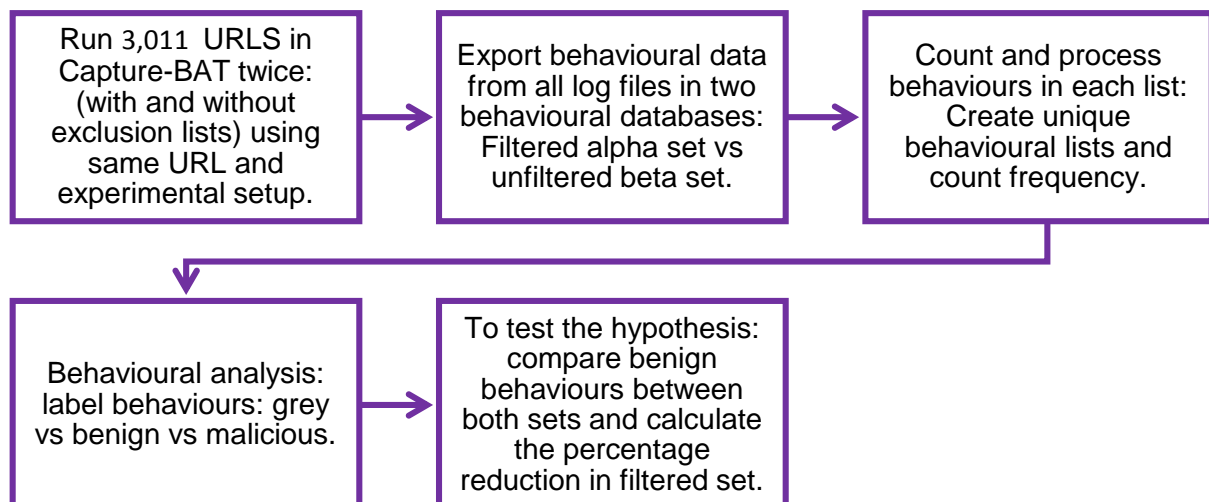 Run 3,011 URLS in
Capture-BAT twice:
(with and without
exclusion lists) using
same URL and
experimental setup.
Export behavioural data
from all log files in two
behavioural databases:
Filtered alpha set vs
unfiltered beta set.
Count and process
behaviours in each list:
Create unique
behavioural lists and
count frequency.
Behavioural analysis:
label behaviours: grey
vs benign vs malicious.
To test the hypothesis:
compare benign
behaviours between
both sets and calculate
the percentage
reduction in filtered set.